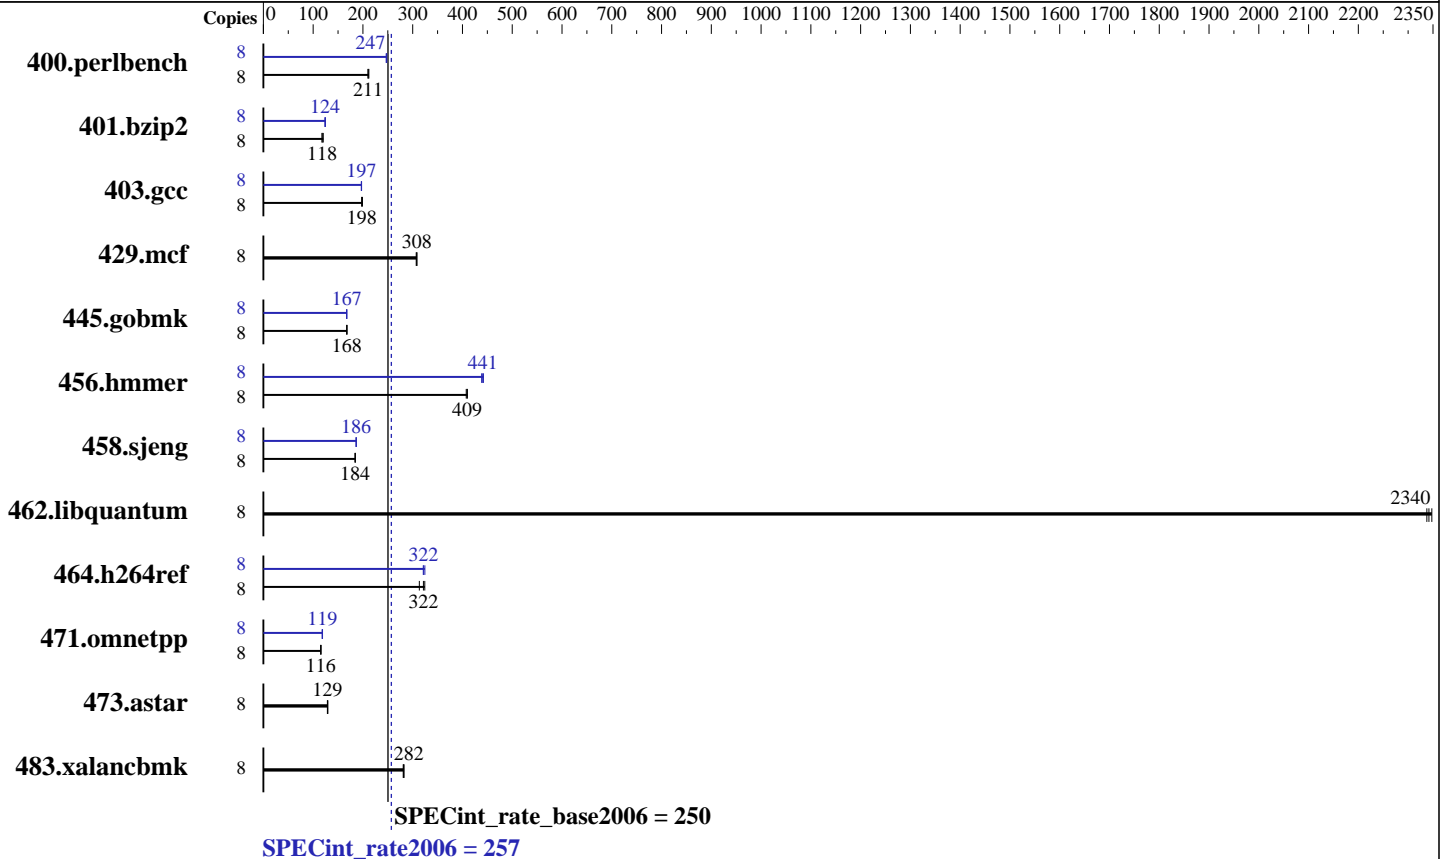 Copies 0 100 200 300 400 500 600 700 800 900 1000 1100 1200 1300 1400 1500 1600 1700 1800 1900 2000 2100 2200 2350
400.perlbench 8 247
8 211
401.bzip2 8 124
8 118
403.gcc 8 197
8 198
429.mcf 8 308
445.gobmk 8 167
8 168
456.hmmer 8 441
8 409
458.sjeng 8 186
8 184
462.libquantum 8 2340
464.h264ref 8 322
8 322
471.omnetpp 8 119
8 116
473.astar 8 129
483.xalancbmk 8 282
SPECint_rate_base2006 = 250
SPECint_rate2006 = 257